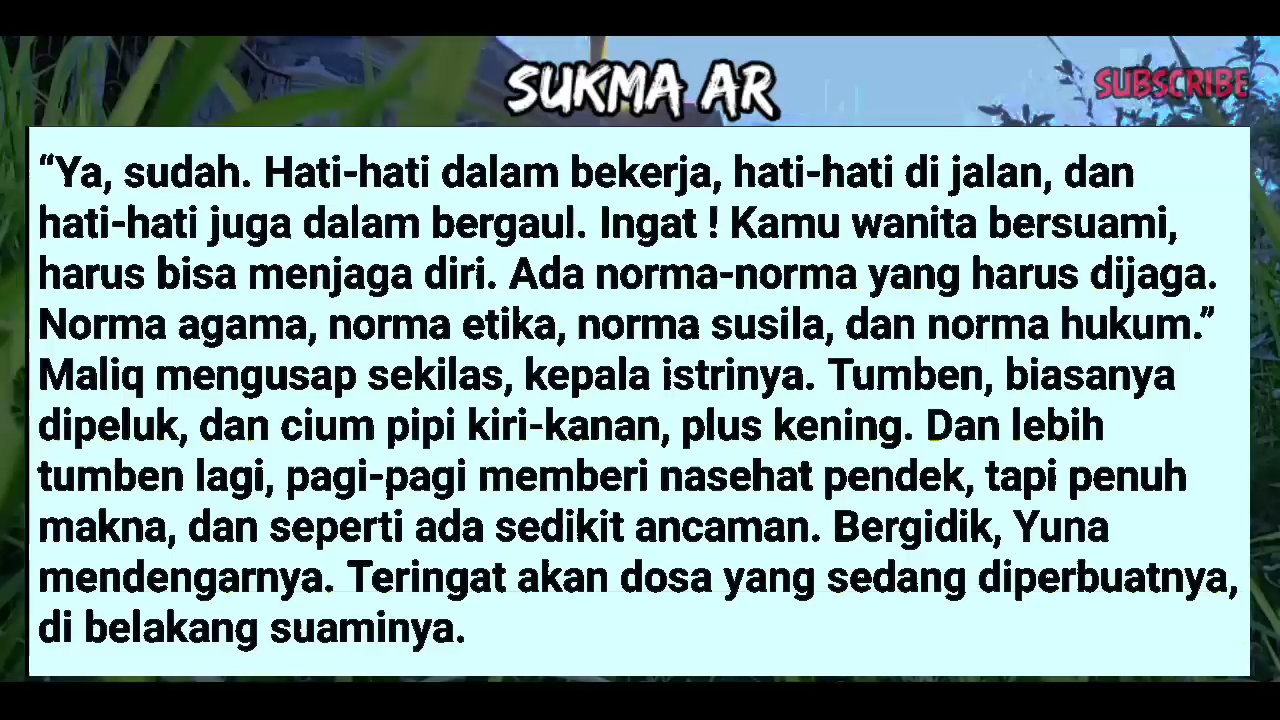 SUKMA AR
SUBSCRIBE
“Ya, sudah. Hati-hati dalam bekerja, hati-hati di jalan, dan
hati-hati juga dalam bergaul. Ingat ! Kamu wanita bersuami,
harus bisa menjaga diri. Ada norma-norma yang harus dijaga.
Norma agama, norma etika, norma susila, dan norma hukum.”
Maliq mengusap sekilas, kepala istrinya. Tumben, biasanya
dipeluk, dan cium pipi kiri-kanan, plus kening. Dan lebih
tumben lagi, pagi-pagi memberi nasehat pendek, tapi penuh
makna, dan seperti ada sedikit ancaman. Bergidik, Yuna
mendengarnya. Teringat akan dosa yang sedang diperbuatnya,
di belakang suaminya.